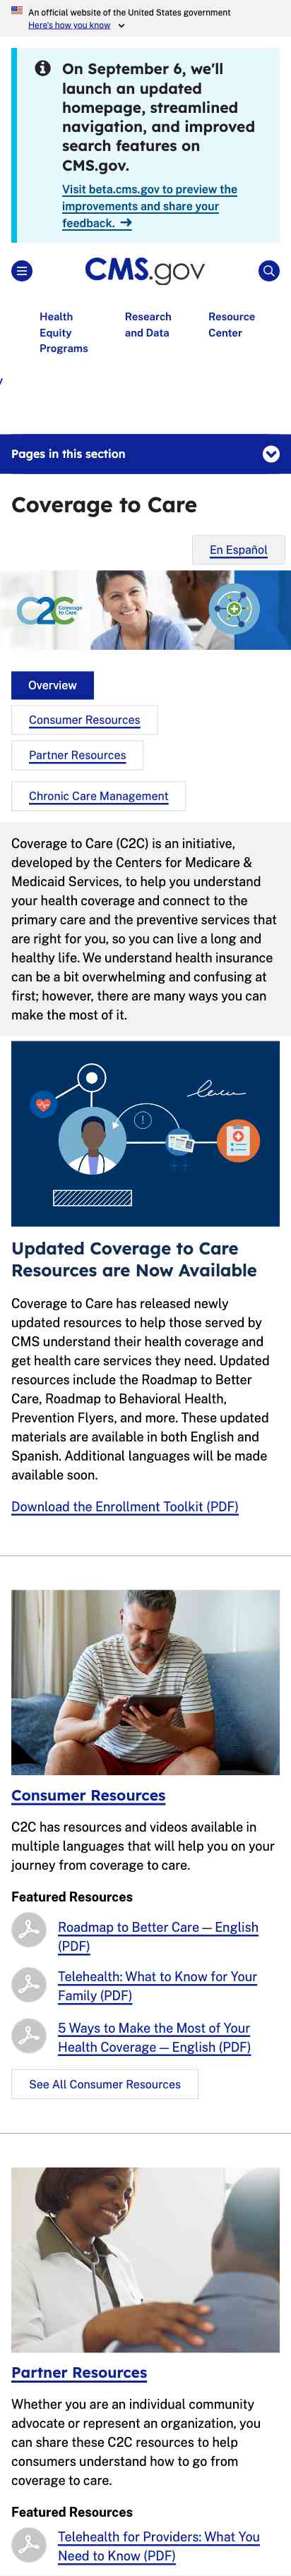 An official website of the United States government
Here's how you know
On September 6, we'll
launch an updated
homepage, streamlined
navigation, and improved
search features on
CMS.gov.
Visit beta.cms.gov to preview the
improvements and share your
feedback. →
CMS.gov
Health
Equity
Programs
Research
and Data
Resource
Center
Pages in this section
Coverage to Care
En Español
C2C Coverage
to Care
Overview
Consumer Resources
Partner Resources
Chronic Care Management
Coverage to Care (C2C) is an initiative,
developed by the Centers for Medicare &
Medicaid Services, to help you understand
your health coverage and connect to the
primary care and the preventive services that
are right for you, so you can live a long and
healthy life. We understand health insurance
can be a bit overwhelming and confusing at
first; however, there are many ways you can
make the most of it.
Updated Coverage to Care
Resources are Now Available
Coverage to Care has released newly
updated resources to help those served by
CMS understand their health coverage and
get health care services they need. Updated
resources include the Roadmap to Better
Care, Roadmap to Behavioral Health,
Prevention Flyers, and more. These updated
materials are available in both English and
Spanish. Additional languages will be made
available soon.
Download the Enrollment Toolkit (PDF)
Consumer Resources
C2C has resources and videos available in
multiple languages that will help you on your
journey from coverage to care.
Featured Resources
Roadmap to Better Care — English
(PDF)
Telehealth: What to Know for Your
Family (PDF)
5 Ways to Make the Most of Your
Health Coverage — English (PDF)
See All Consumer Resources
Partner Resources
Whether you are an individual community
advocate or represent an organization, you
can share these C2C resources to help
consumers understand how to go from
coverage to care.
Featured Resources
Telehealth for Providers: What You
Need to Know (PDF)